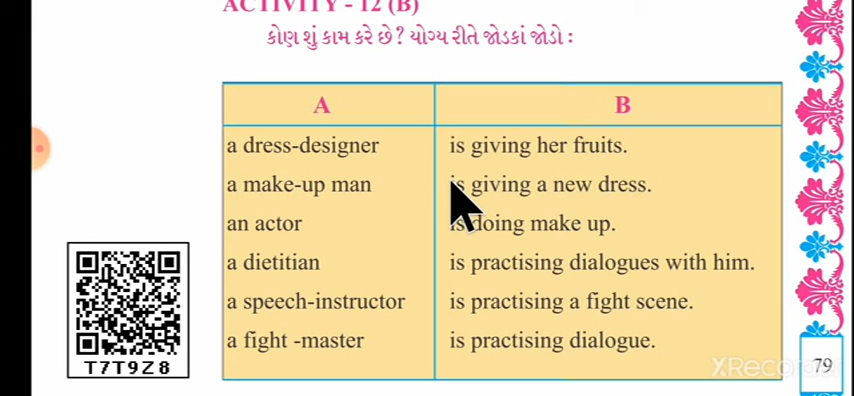 ACTIVITY - 12 (B)
કોણ શું કામ કરે છે? યોગ્ય રીતે જોડકાં જોડો :
A B
a dress-designer is giving her fruits.
a make-up man is giving a new dress.
an actor is doing make up.
a dietitian is practising dialogues with him.
a speech-instructor is practising a fight scene.
a fight -master is practising dialogue.
T7T9Z8
XRecorder
79